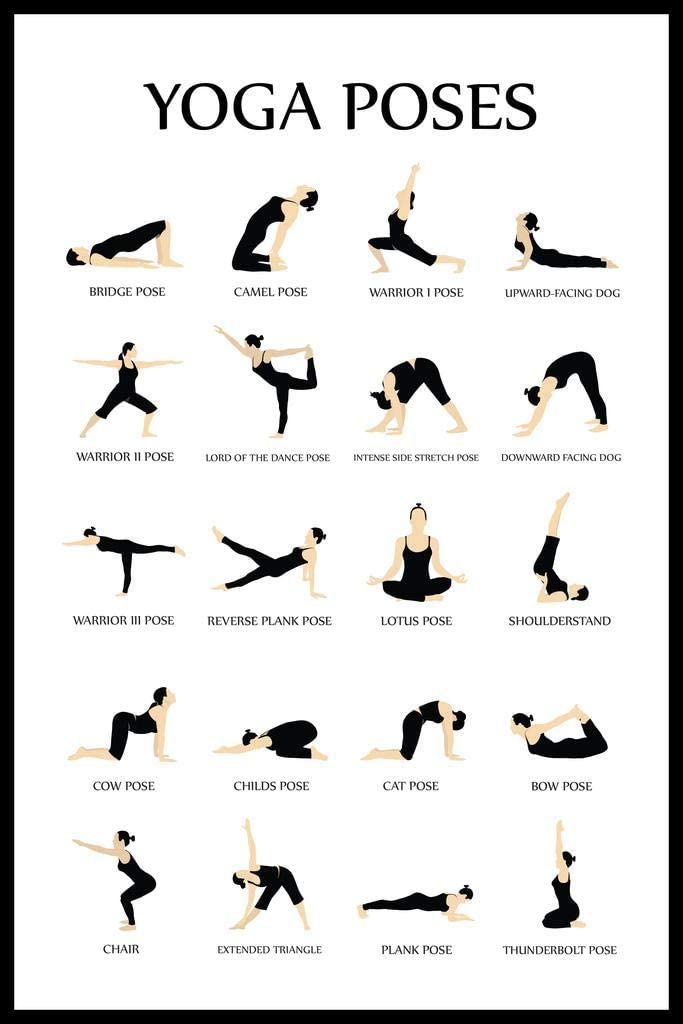 YOGA POSES
BRIDGE POSE
CAMEL POSE
WARRIOR I POSE
UPWARD-FACING DOG
WARRIOR II POSE
LORD OF THE DANCE POSE
INTENSE SIDE STRETCH POSE
DOWNWARD FACING DOG
WARRIOR III POSE
REVERSE PLANK POSE
LOTUS POSE
SHOULDERSTAND
COW POSE
CHILDS POSE
CAT POSE
BOW POSE
CHAIR
EXTENDED TRIANGLE
PLANK POSE
THUNDERBOLT POSE